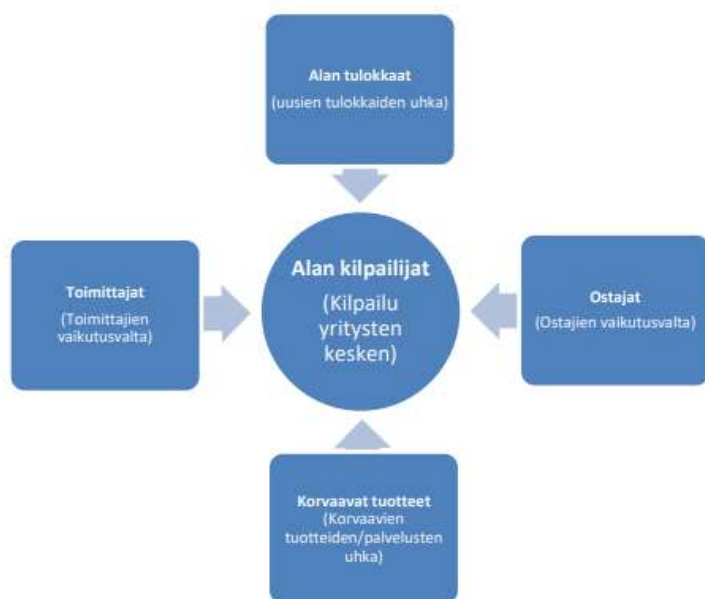 Alan tulokkaat
(uusien tulokkaiden uhka)
Toimittajat
(Toimittajien
vaikutusvalta)
Alan kilpailijat
(Kilpailu
yritysten
kesken)
Ostajat
(Ostajien vaikutusvalta)
Korvaavat tuotteet
(Korvaavien
tuotteiden/palvelusten
uhka)